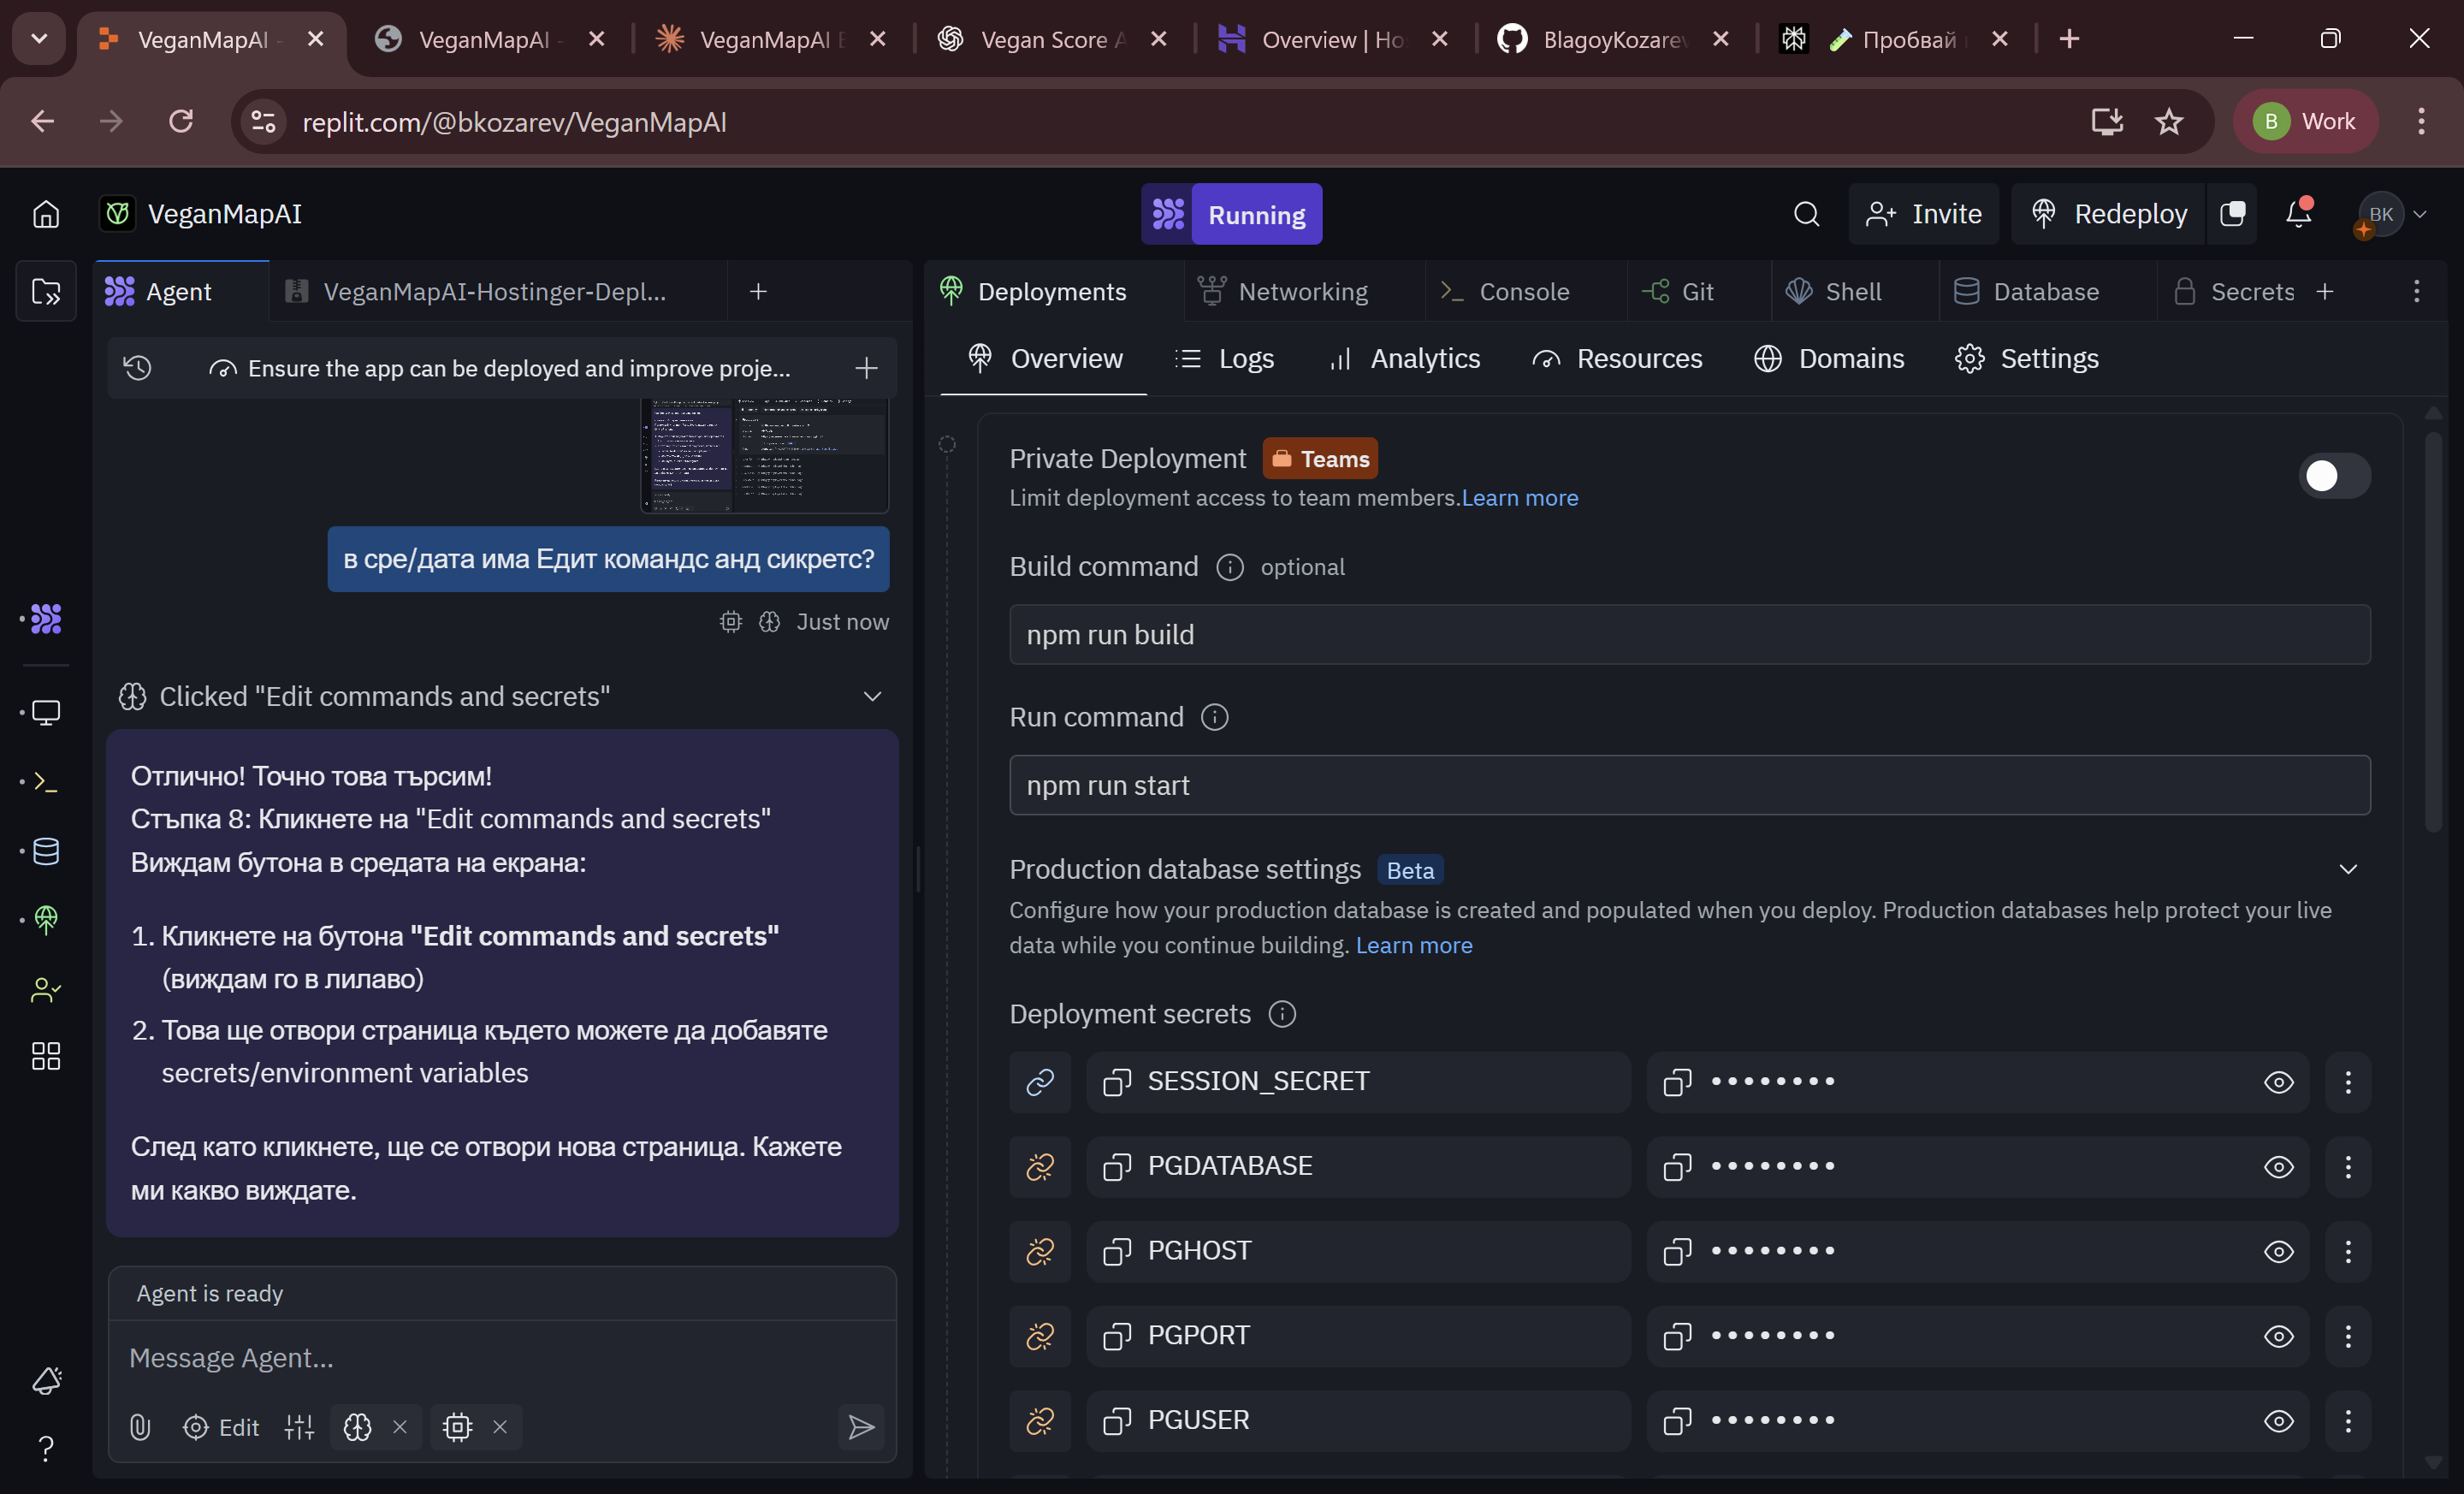 VeganMapAI -
VeganMapAI -
VeganMapAI
Vegan Score A
Overview | Ho
BlagoyKozarev
Пробвай
replit.com/@bkozarev/VeganMapAI
B
Work
VeganMapAI
Running
Invite
Redeploy
BK
Agent
VeganMapAI-Hostinger-Depl...
Deployments
Networking
Console
Git
Shell
Database
Secrets
Ensure the app can be deployed and improve proje...
Overview
Logs
Analytics
Resources
Domains
Settings
в сре/дата има Едит командс анд сикретс?
Just now
Clicked "Edit commands and secrets"
Отлично! Точно това търсим!
Стъпка 8: Кликнете на "Edit commands and secrets"
Виждам бутона в средата на екрана:
1. Кликнете на бутона "Edit commands and secrets"
(виждам го в лилаво)
2. Това ще отвори страница където можете да добавяте
secrets/environment variables
След като кликнете, ще се отвори нова страница. Кажете
ми какво виждате.
Agent is ready
Message Agent...
Edit
Private Deployment
Teams
Limit deployment access to team members.Learn more
Build command
optional
npm run build
Run command
npm run start
Production database settings
Beta
Configure how your production database is created and populated when you deploy. Production databases help protect your live
data while you continue building. Learn more
Deployment secrets
SESSION_SECRET
••••••••
PGDATABASE
••••••••
PGHOST
••••••••
PGPORT
••••••••
PGUSER
••••••••